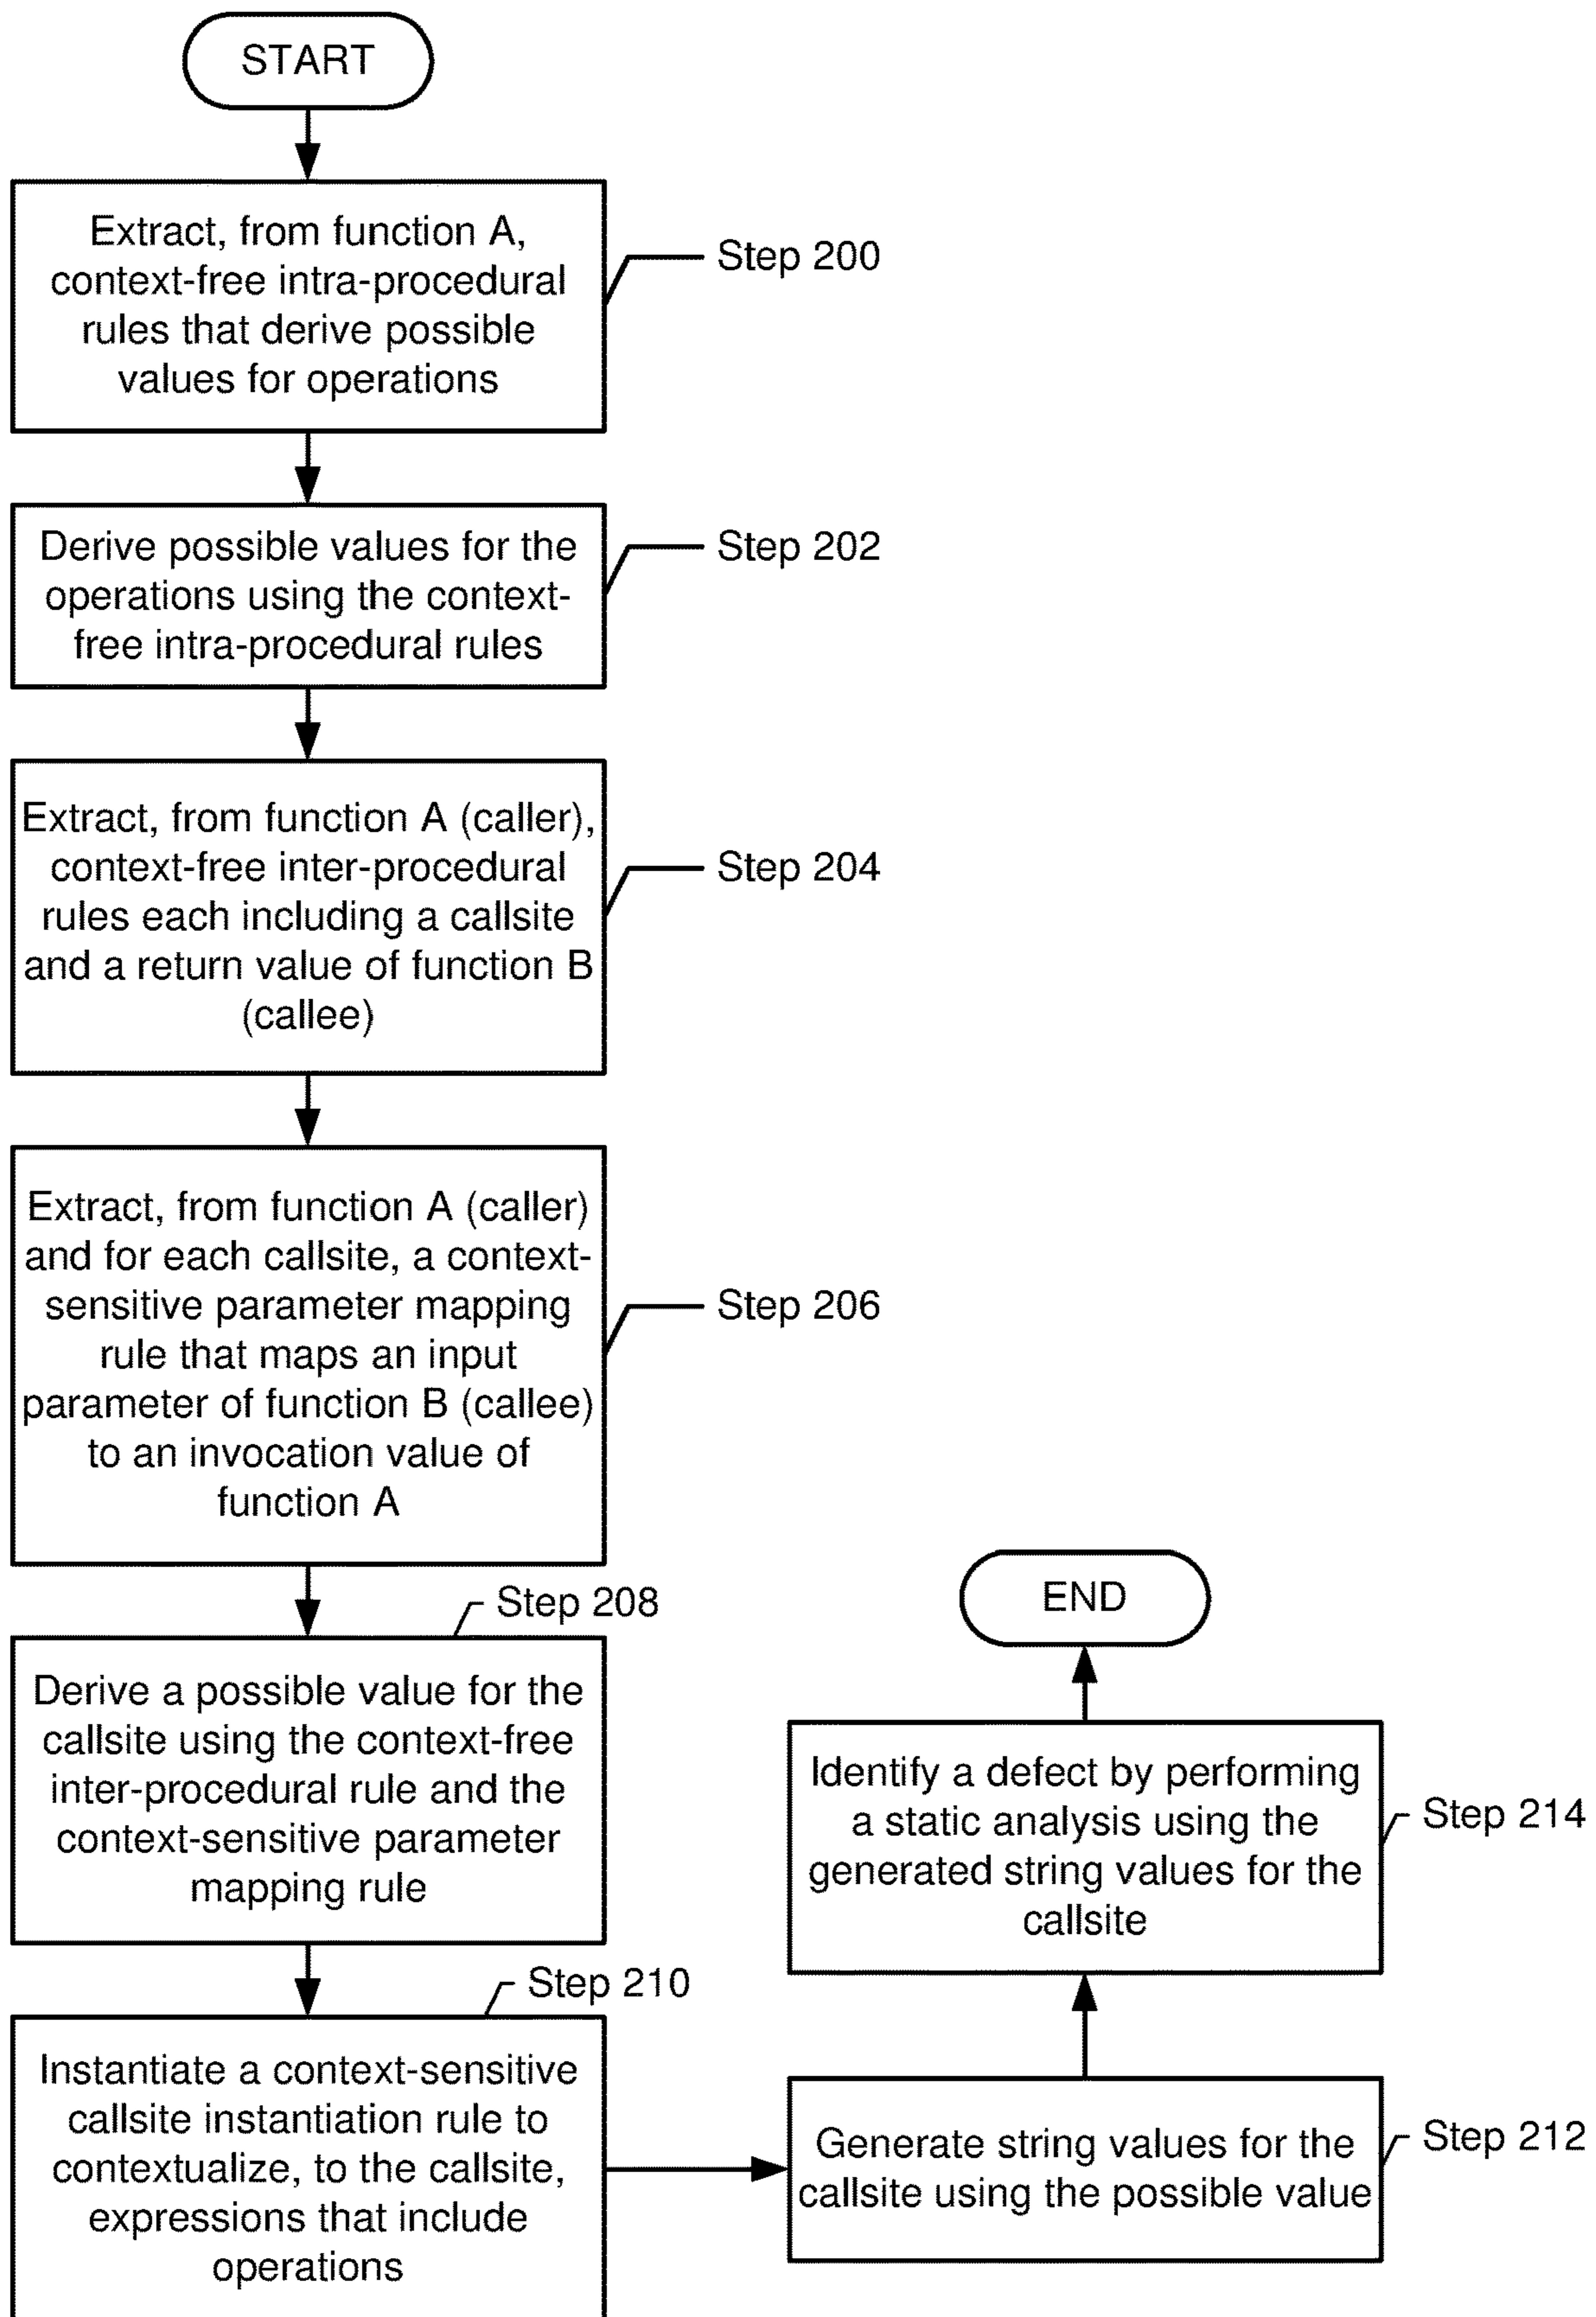 START
Extract, from function A,
context-free intra-procedural
rules that derive possible
values for operations
Step 200
Derive possible values for the
operations using the context-
free intra-procedural rules
Step 202
Extract, from function A (caller),
context-free inter-procedural
rules each including a callsite
and a return value of function B
(callee)
Step 204
Extract, from function A (caller)
and for each callsite, a context-
sensitive parameter mapping
rule that maps an input
parameter of function B (callee)
to an invocation value of
function A
Step 206
Step 208
Derive a possible value for the
callsite using the context-free
inter-procedural rule and the
context-sensitive parameter
mapping rule
Step 210
Instantiate a context-sensitive
callsite instantiation rule to
contextualize, to the callsite,
expressions that include
operations
Generate string values for the
callsite using the possible value
Step 212
Identify a defect by performing
a static analysis using the
generated string values for the
callsite
Step 214
END